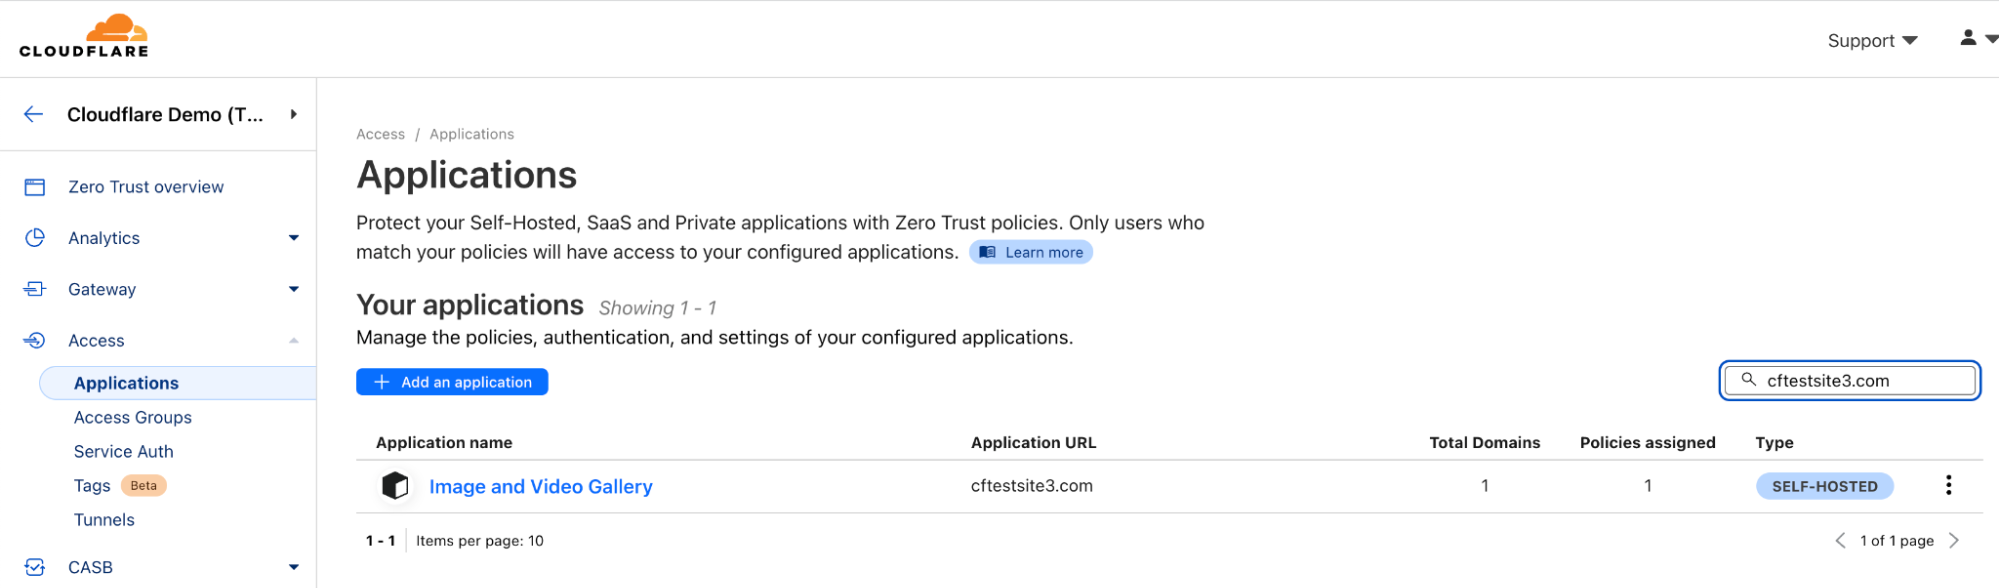 CLOUDFLARE
Support
Cloudflare Demo (T...
Zero Trust overview
Analytics
Gateway
Access
Applications
Access Groups
Service Auth
Tags Beta
Tunnels
CASB
Access / Applications
Applications
Protect your Self-Hosted, SaaS and Private applications with Zero Trust policies. Only users who
match your policies will have access to your configured applications. Learn more
Your applications Showing 1 - 1
Manage the policies, authentication, and settings of your configured applications.
Add an application
cftestsite3.com
Application name Application URL Total Domains Policies assigned Type
Image and Video Gallery cftestsite3.com 1 1 SELF-HOSTED
1 - 1 Items per page: 10 1 of 1 page